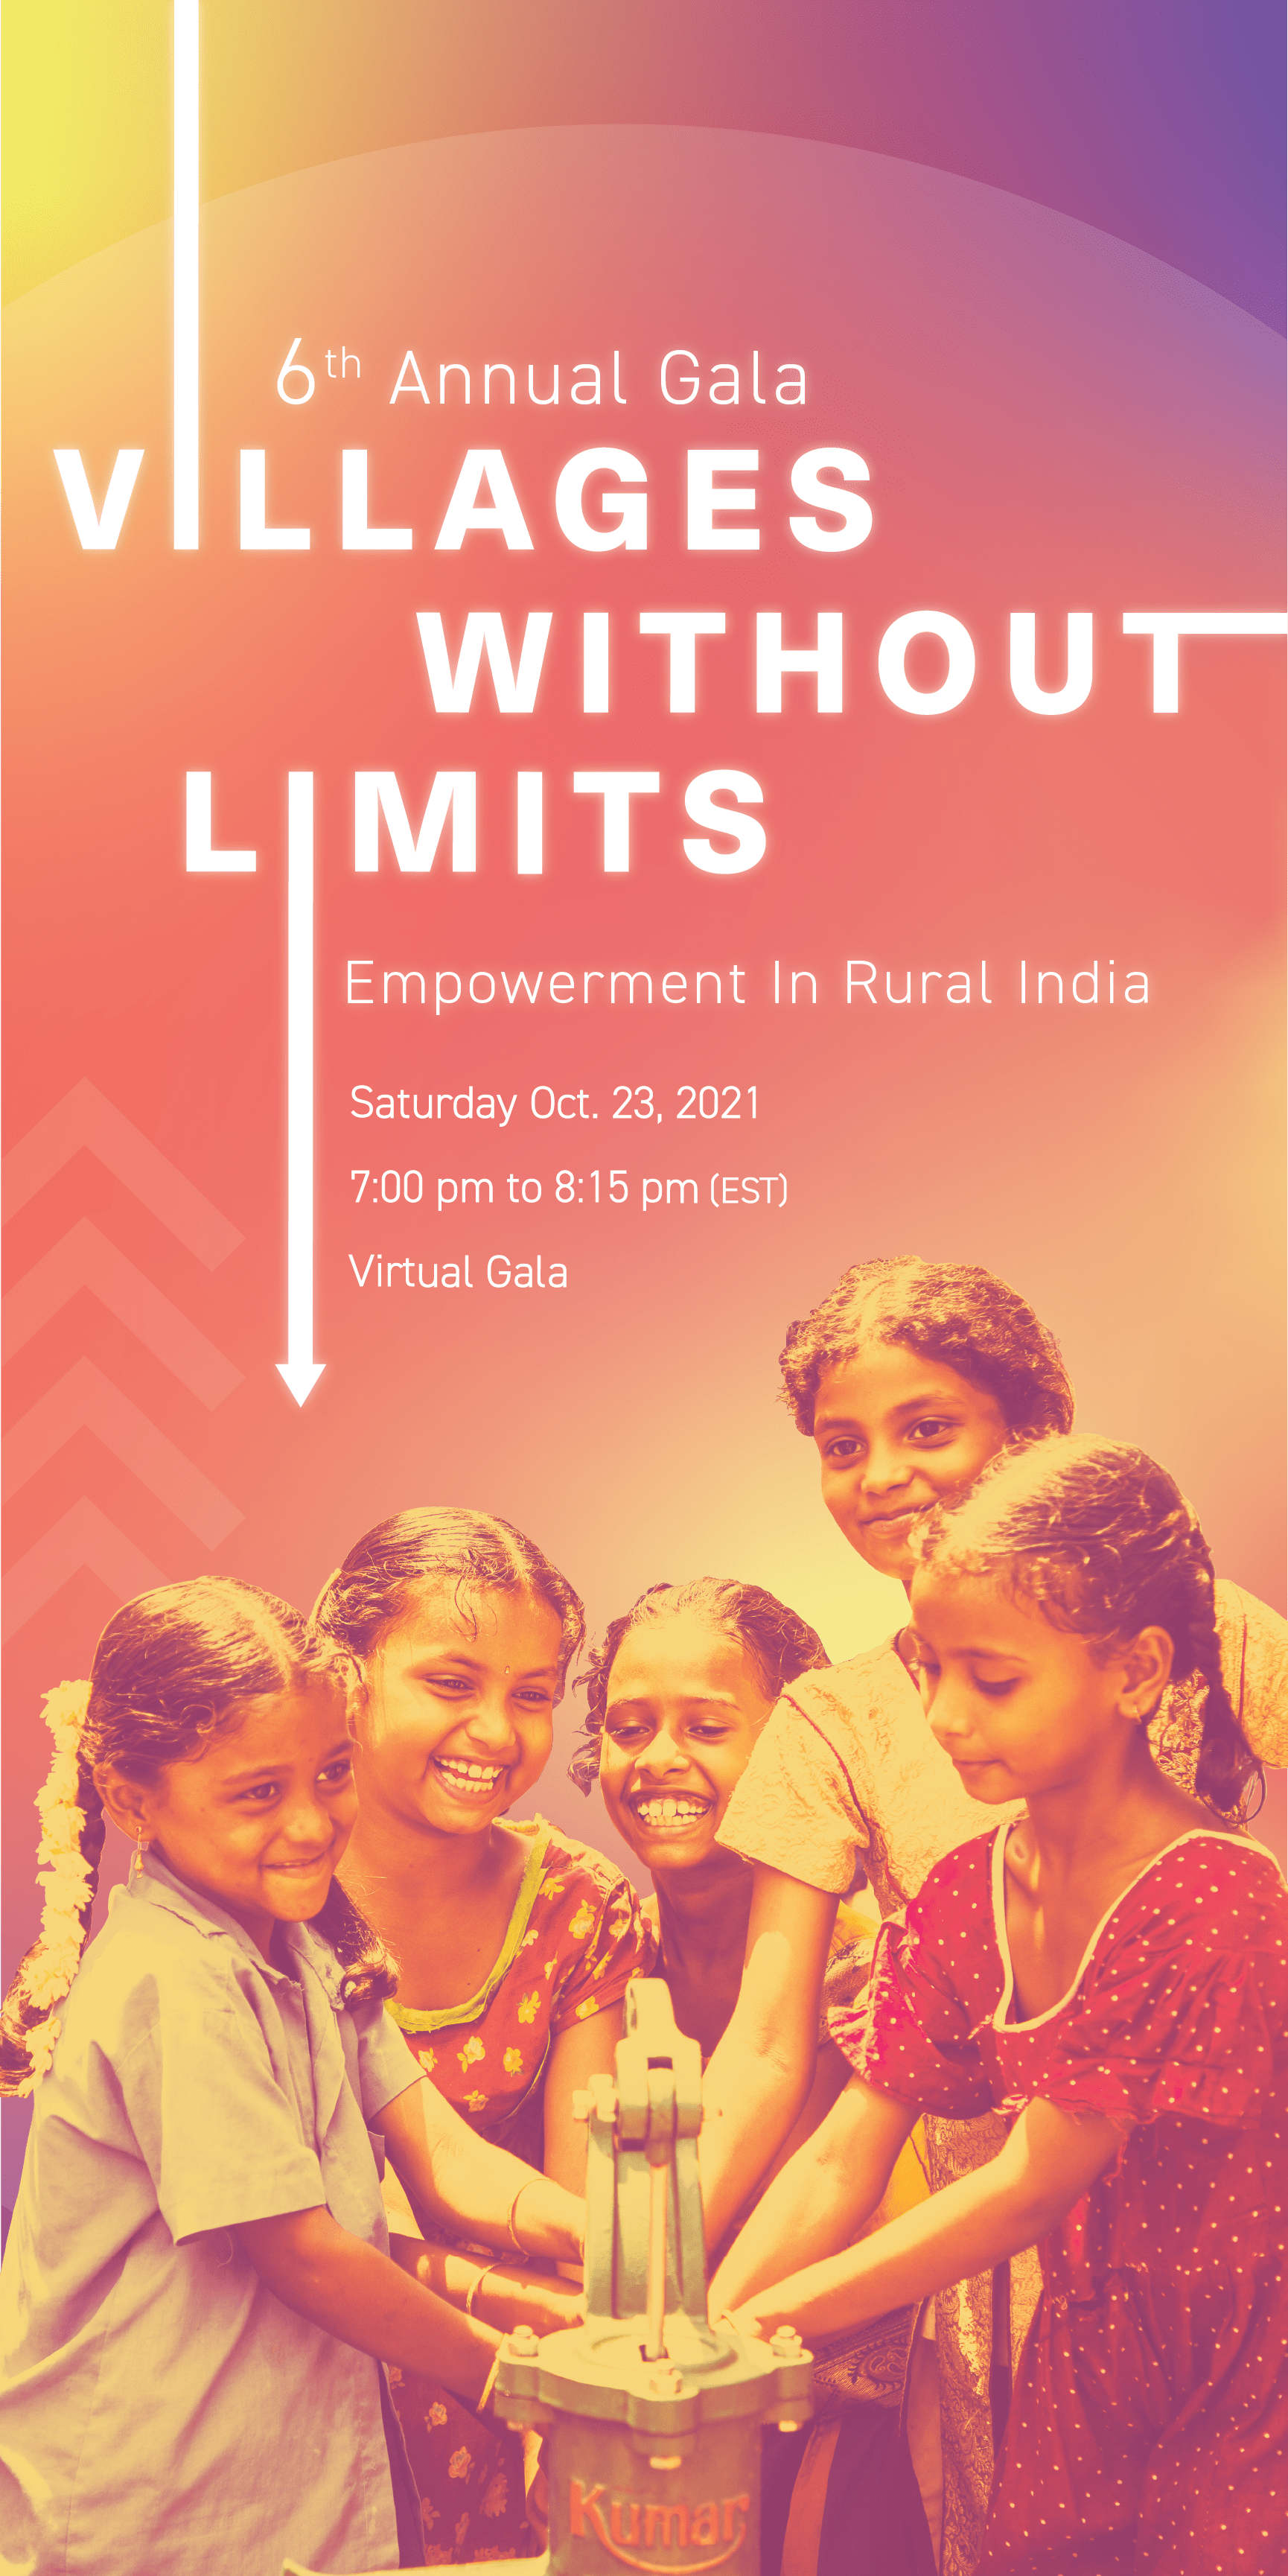 6th Annual Gala
VILLAGES
WITHOUT
LIMITS
Empowerment In Rural India
Saturday Oct. 23, 2021
7:00 pm to 8:15 pm (EST)
Virtual Gala
Kumar